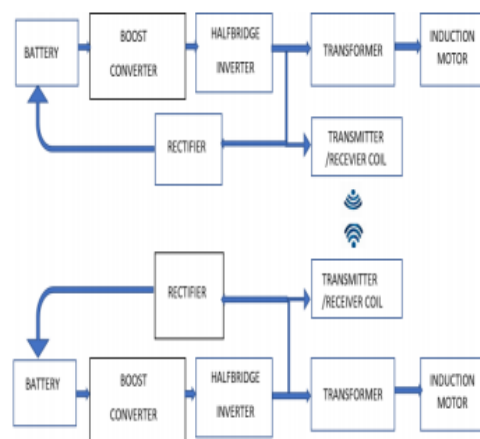 BATTERY
BOOST
CONVERTER
HALFBRIDGE
INVERTER
TRANSFORMER
INDUCTION
MOTOR
RECTIFIER
TRANSMITTER
/RECEVIER COIL
RECTIFIER
TRANSMITTER
/RECEIVER COIL
BATTERY
BOOST
CONVERTER
HALFBRIDGE
INVERTER
TRANSFORMER
INDUCTION
MOTOR